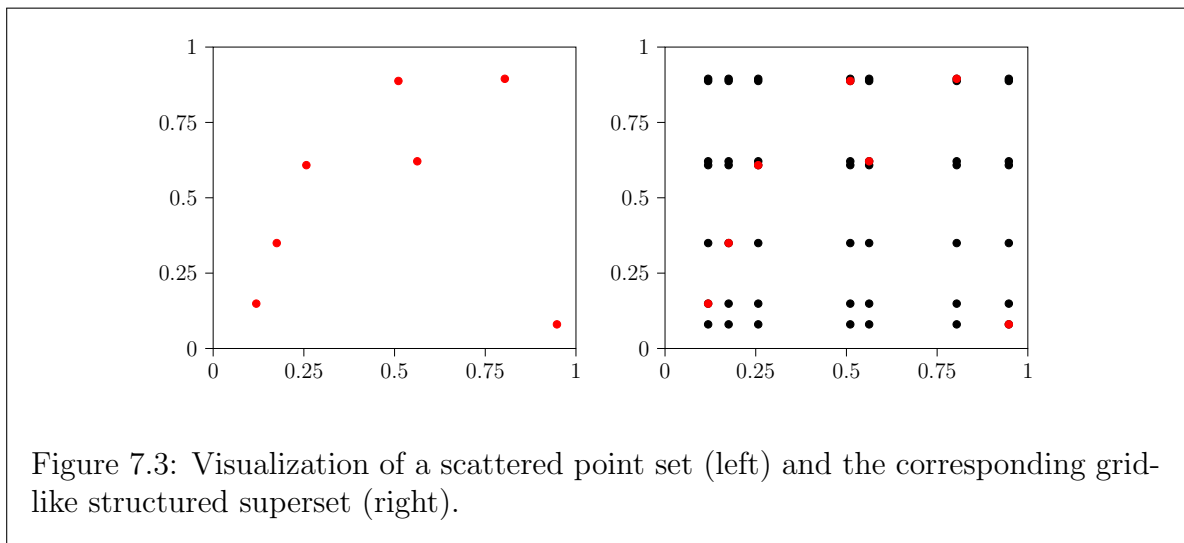 1
0.75
0.5
0.25
0
0 0.25 0.5 0.75 1
1
0.75
0.5
0.25
0
0 0.25 0.5 0.75 1
Figure 7.3: Visualization of a scattered point set (left) and the corresponding grid-
like structured superset (right).